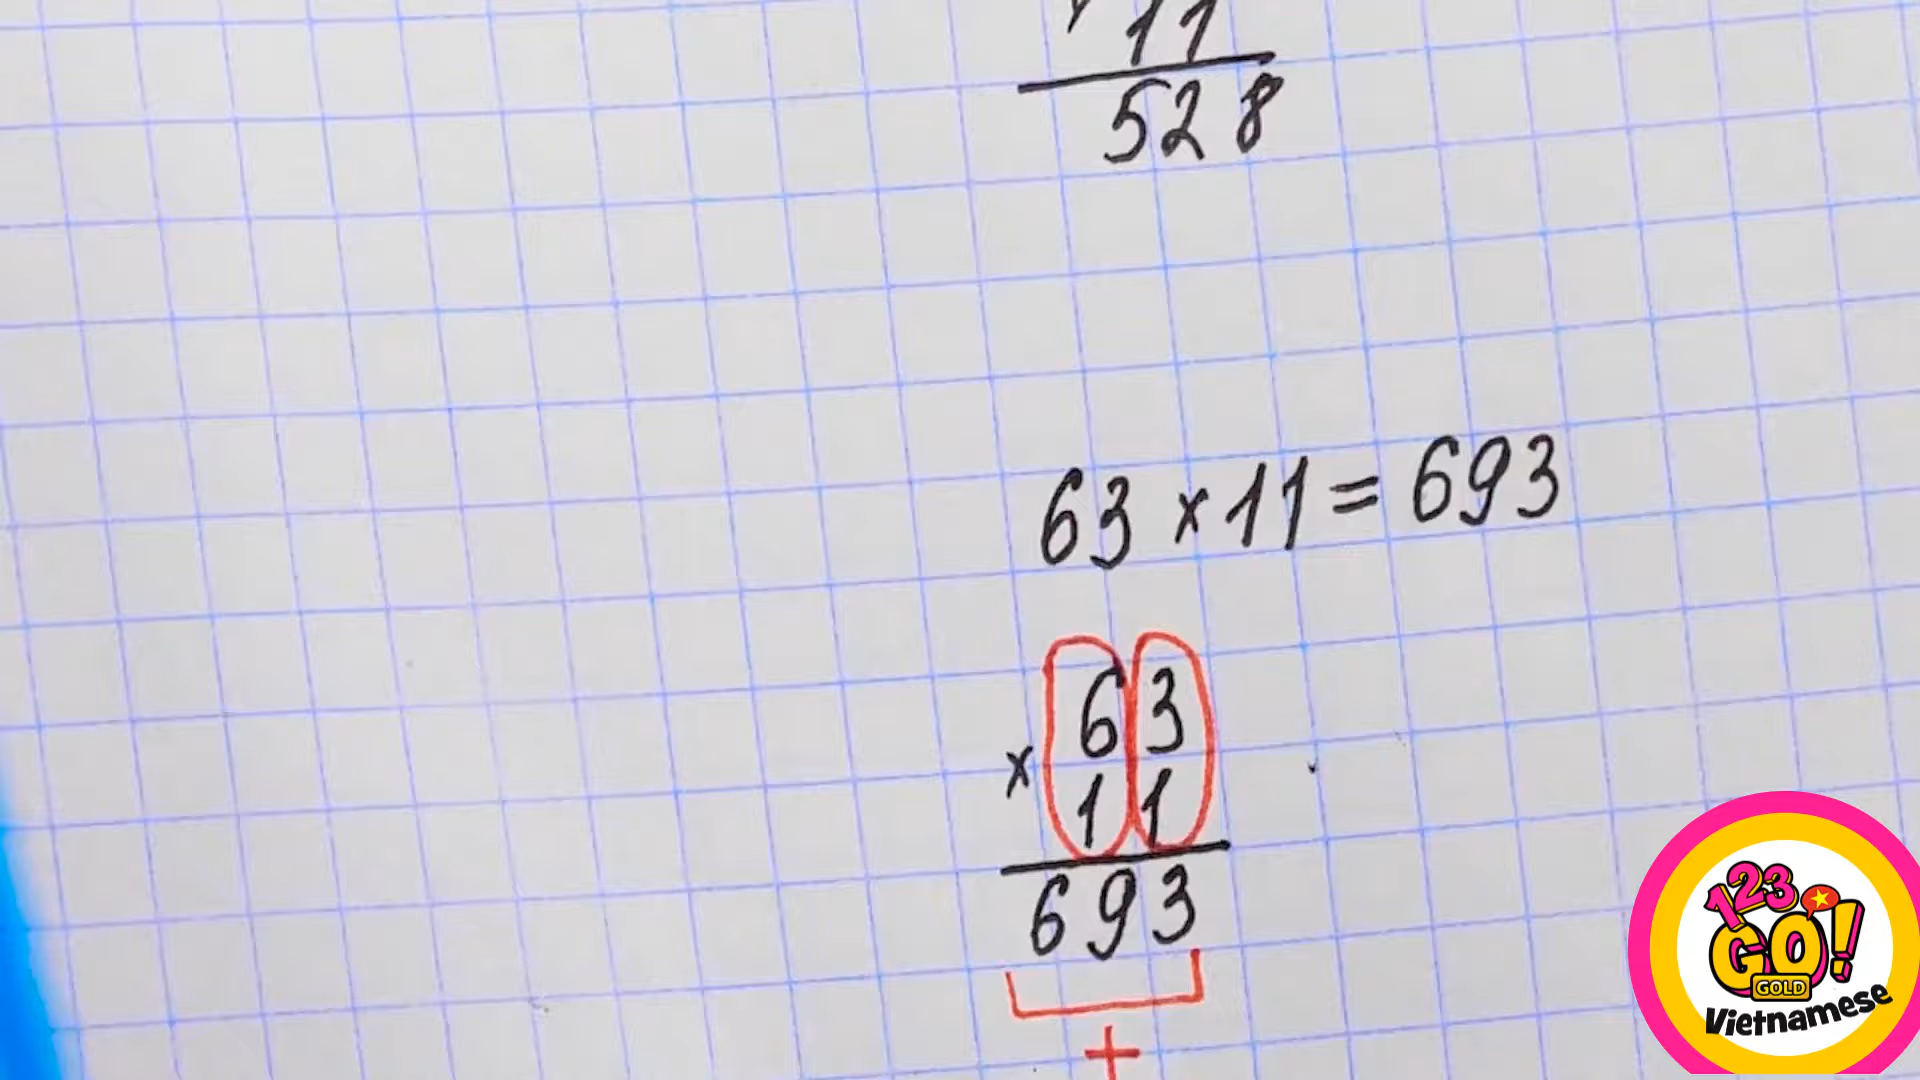 11
528
63 × 11 = 693
63
×
11
693
+
123
GO!
GOLD
Vietnamese